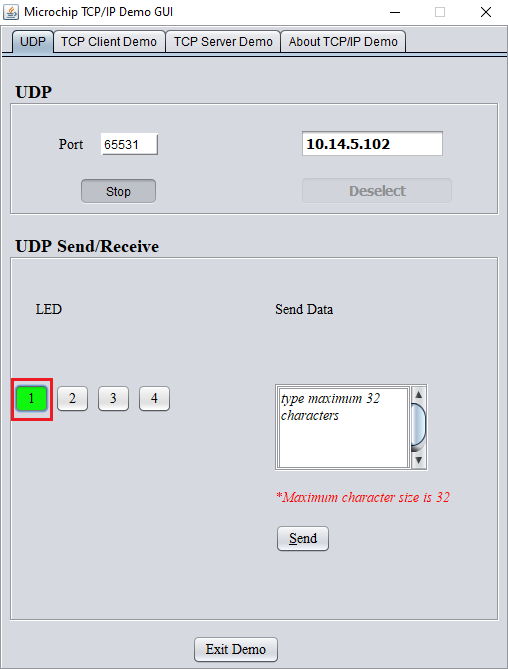 Microchip TCP/IP Demo GUI
UDP TCP Client Demo TCP Server Demo About TCP/IP Demo
UDP
Port 65531 10.14.5.102
Stop Deselect
UDP Send/Receive
LED Send Data
1 2 3 4
type maximum 32
characters
*Maximum character size is 32
Send
Exit Demo